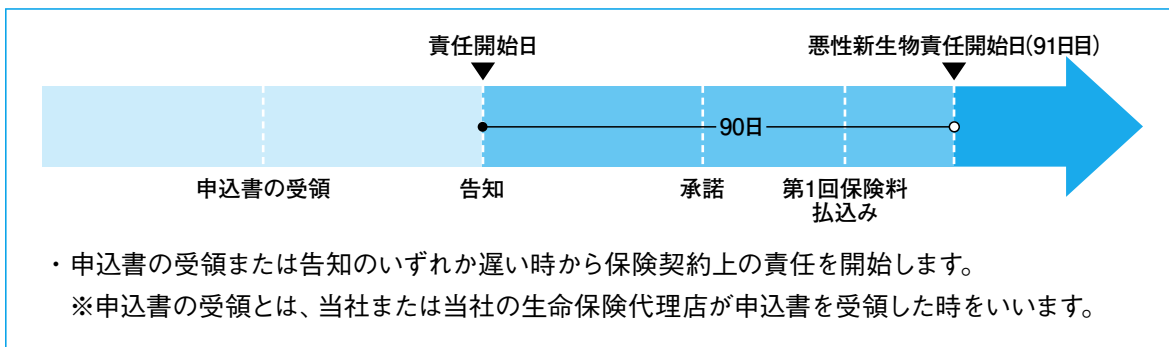 責任開始日
悪性新生物責任開始日(91日目)
90日
申込書の受領
告知
承諾
第1回保険料
払込み
・申込書の受領または告知のいずれか遅い時から保険契約上の責任を開始します。
※申込書の受領とは、当社または当社の生命保険代理店が申込書を受領した時をいいます。